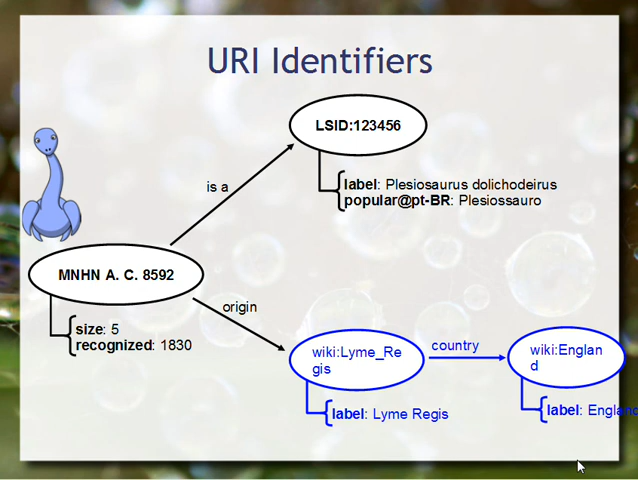 URI Identifiers
LSID:123456
is a
label: Plesiosaurus dolichodeirus
popular@pt-BR: Plesiossauro
MNHN A. C. 8592
origin
size: 5
recognized: 1830
wiki:Lyme_Re
gis
country
wiki:Englan
d
label: Lyme Regis
label: England